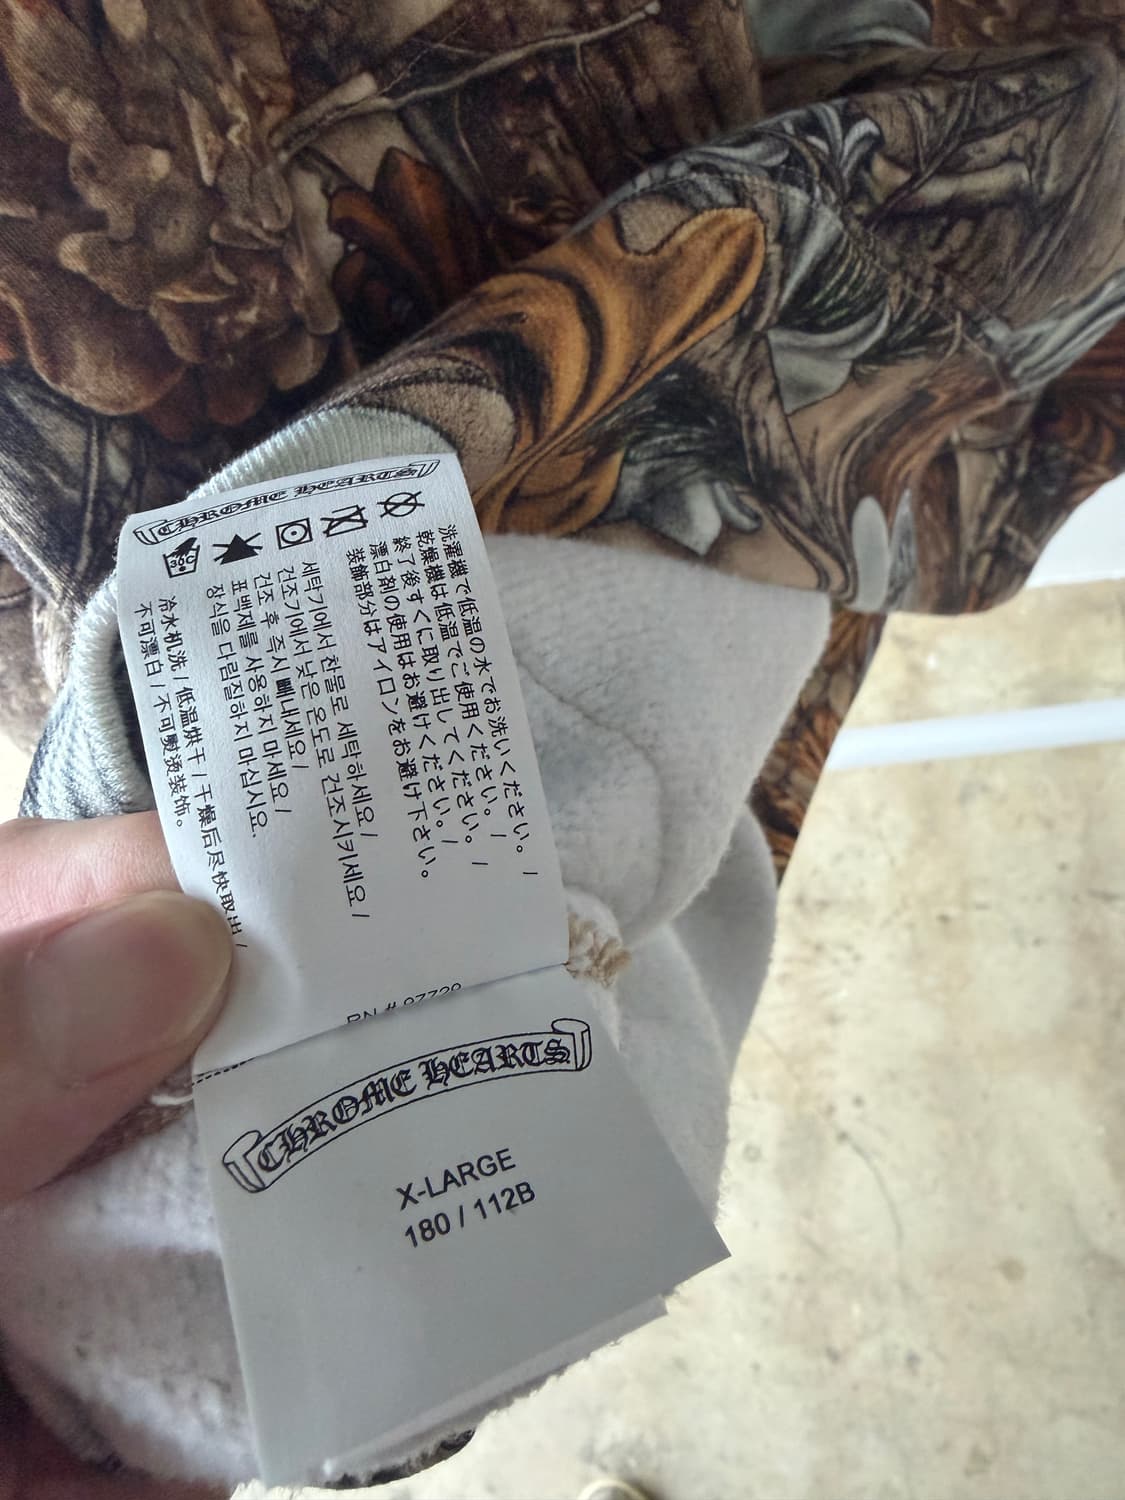 CHROME HEARTS
30C
洗濯機で低温の水でお洗いください。 /
乾燥機は低温でご使用ください。 /
終了後すぐに取り出してください。 /
漂白剤の使用はお避けください。 /
装飾部分はアイロンをお避け下さい。
세탁기에서 찬물로 세탁하세요 /
건조기에서 낮은 온도로 건조시키세요 /
건조 후 즉시 빼내세요 /
표백제를 사용하지 마세요 /
장식을 다림질하지 마십시오.
冷水机洗 / 低温烘干 / 干燥后尽快取出 /
不可漂白 / 不可熨烫装饰。
RN # 97729
CHROME HEARTS
X-LARGE
180 / 112B